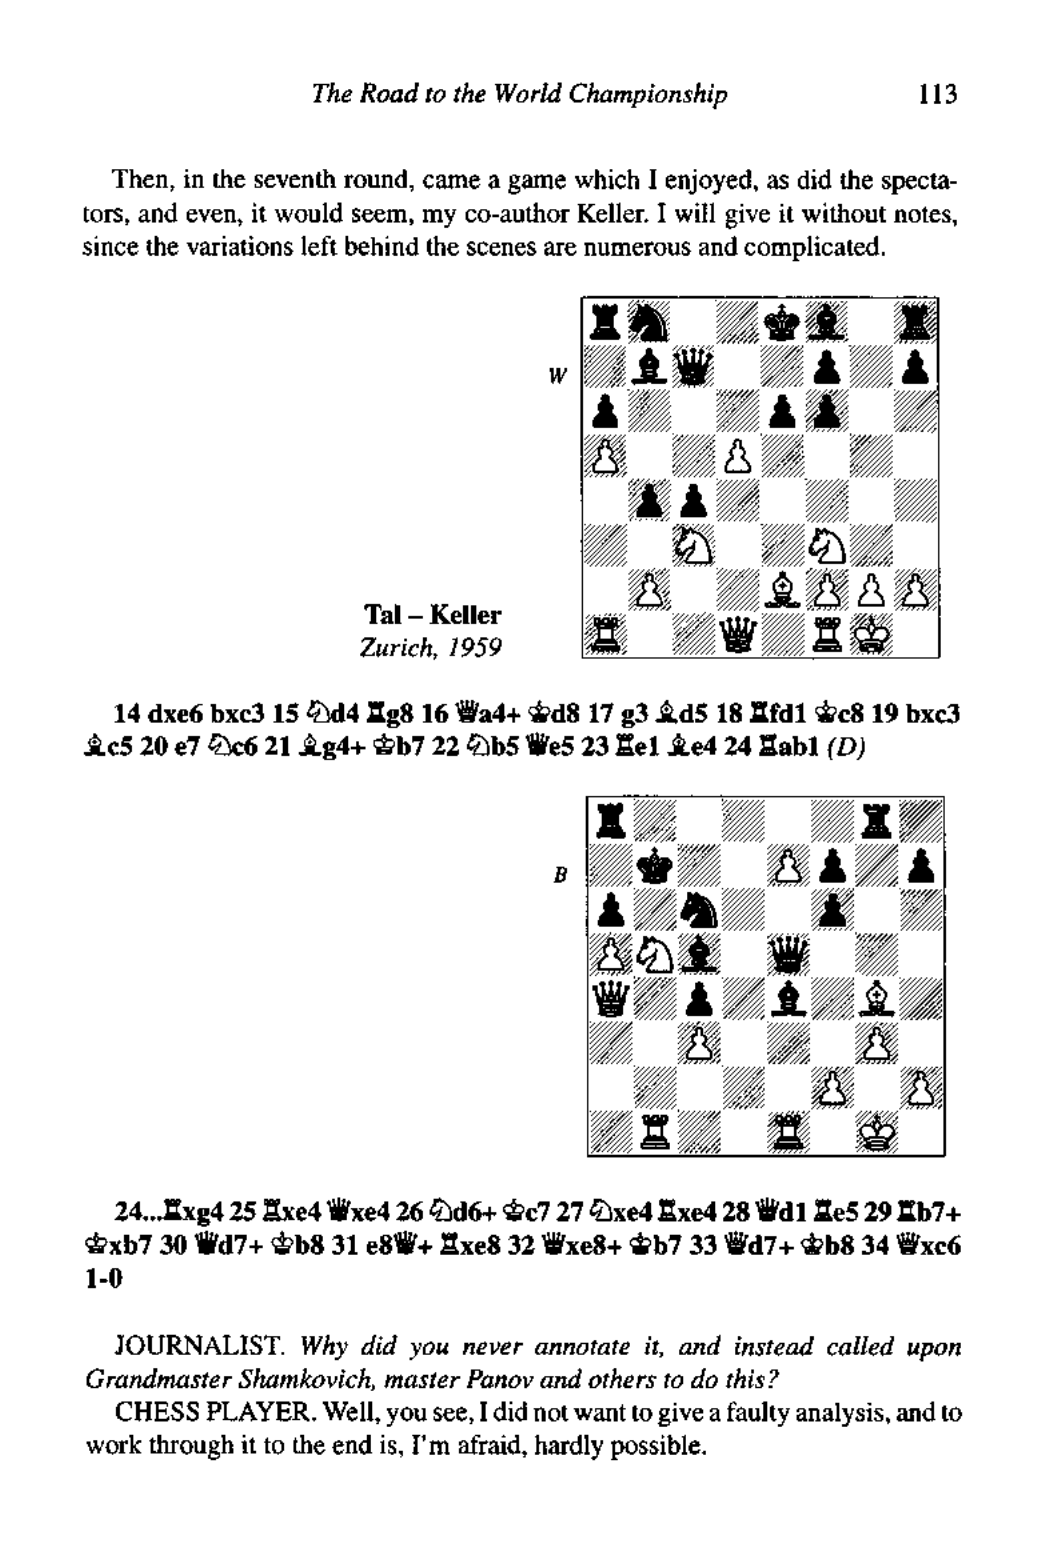 The Road to the World Championship 113
Then, in the seventh round, came a game which I enjoyed, as did the specta-
tors, and even, it would seem, my co-author Keller. I will give it without notes,
since the variations left behind the scenes are numerous and complicated.
W
Tal – Keller
Zurich, 1959
14 dxe6 bxc3 15 ♘d4 ♖g8 16 ♕a4+ ♔d8 17 g3 ♗d5 18 ♖fd1 ♔c8 19 bxc3
♗c5 20 e7 ♘c6 21 ♗g4+ ♔b7 22 ♘b5 ♕e5 23 ♖e1 ♗e4 24 ♖ab1 (D)
B
24...♖xg4 25 ♖xe4 ♕xe4 26 ♘d6+ ♔c7 27 ♘xe4 ♖xe4 28 ♕d1 ♖e5 29 ♖b7+
♔xb7 30 ♕d7+ ♔b8 31 e8♕+ ♖xe8 32 ♕xe8+ ♔b7 33 ♕d7+ ♔b8 34 ♕xc6
1-0
JOURNALIST. Why did you never annotate it, and instead called upon
Grandmaster Shamkovich, master Panov and others to do this?
CHESS PLAYER. Well, you see, I did not want to give a faulty analysis, and to
work through it to the end is, I'm afraid, hardly possible.